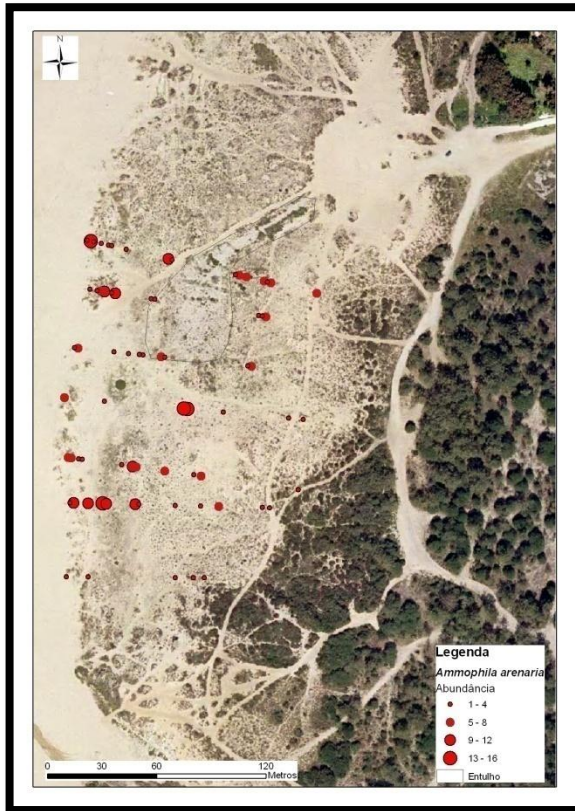 N
Legenda
Ammophila arenaria
Abundância
1 - 4
5 - 8
9 - 12
13 - 16
Entulho
0 30 60 120
Metros